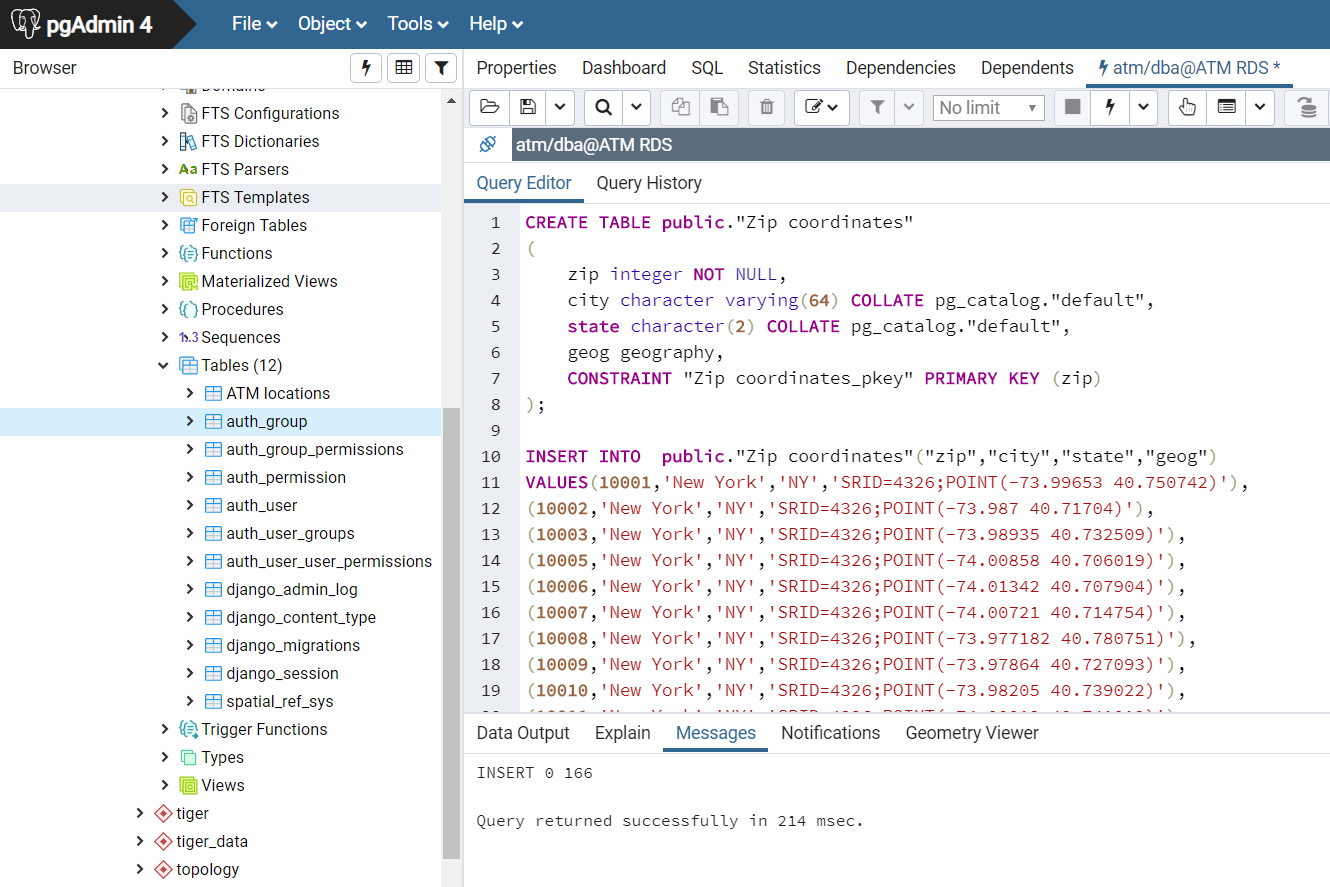 pgAdmin 4
File Object Tools Help
Browser
Properties Dashboard SQL Statistics Dependencies Dependents atm/dba@ATM RDS *
No limit
atm/dba@ATM RDS
Query Editor Query History
Domains
FTS Configurations
FTS Dictionaries
Aa FTS Parsers
FTS Templates
Foreign Tables
Functions
Materialized Views
Procedures
1..3 Sequences
Tables (12)
ATM locations
auth_group
auth_group_permissions
auth_permission
auth_user
auth_user_groups
auth_user_user_permissions
django_admin_log
django_content_type
django_migrations
django_session
spatial_ref_sys
Trigger Functions
Types
Views
tiger
tiger_data
topology
1 CREATE TABLE public."Zip coordinates"
2 (
3 zip integer NOT NULL,
4 city character varying(64) COLLATE pg_catalog."default",
5 state character(2) COLLATE pg_catalog."default",
6 geog geography,
7 CONSTRAINT "Zip coordinates_pkey" PRIMARY KEY (zip)
8 );
9
10 INSERT INTO  public."Zip coordinates"("zip","city","state","geog")
11 VALUES(10001,'New York','NY','SRID=4326;POINT(-73.99653 40.750742)'),
12 (10002,'New York','NY','SRID=4326;POINT(-73.987 40.71704)'),
13 (10003,'New York','NY','SRID=4326;POINT(-73.98935 40.732509)'),
14 (10005,'New York','NY','SRID=4326;POINT(-74.00858 40.706019)'),
15 (10006,'New York','NY','SRID=4326;POINT(-74.01342 40.707904)'),
16 (10007,'New York','NY','SRID=4326;POINT(-74.00721 40.714754)'),
17 (10008,'New York','NY','SRID=4326;POINT(-73.977182 40.780751)'),
18 (10009,'New York','NY','SRID=4326;POINT(-73.97864 40.727093)'),
19 (10010,'New York','NY','SRID=4326;POINT(-73.98205 40.739022)'),
Data Output Explain Messages Notifications Geometry Viewer
INSERT 0 166
Query returned successfully in 214 msec.